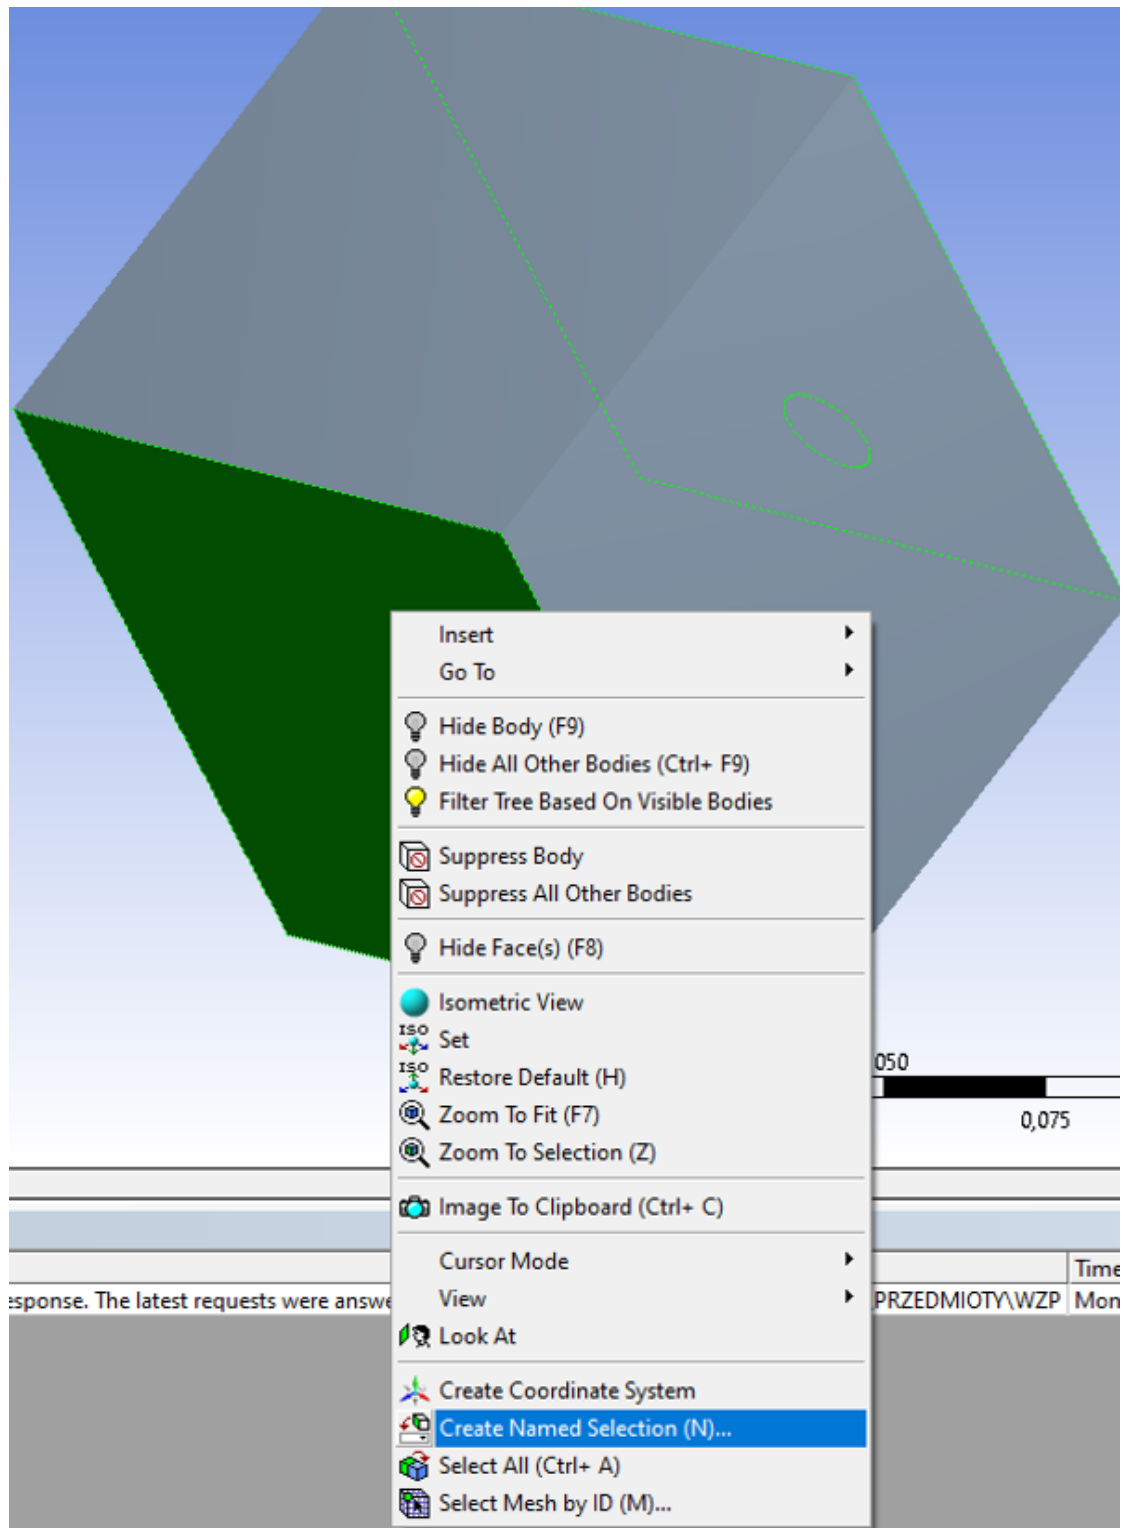 Insert
Go To
Hide Body (F9)
Hide All Other Bodies (Ctrl+ F9)
Filter Tree Based On Visible Bodies
Suppress Body
Suppress All Other Bodies
Hide Face(s) (F8)
Isometric View
ISO Set
ISO Restore Default (H)
Zoom To Fit (F7)
Zoom To Selection (Z)
Image To Clipboard (Ctrl+ C)
Cursor Mode
View
Look At
Create Coordinate System
Create Named Selection (N)...
Select All (Ctrl+ A)
Select Mesh by ID (M)...
050
0,075
Time
esponse. The latest requests were answe
PRZEDMIOTY\WZP Mon